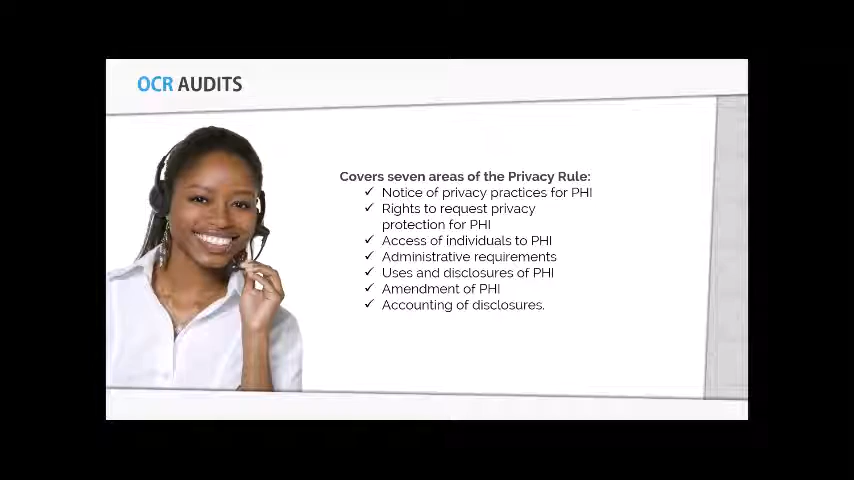 OCR AUDITS
Covers seven areas of the Privacy Rule:
✓ Notice of privacy practices for PHI
✓ Rights to request privacy
protection for PHI
✓ Access of individuals to PHI
✓ Administrative requirements
✓ Uses and disclosures of PHI
✓ Amendment of PHI
✓ Accounting of disclosures.